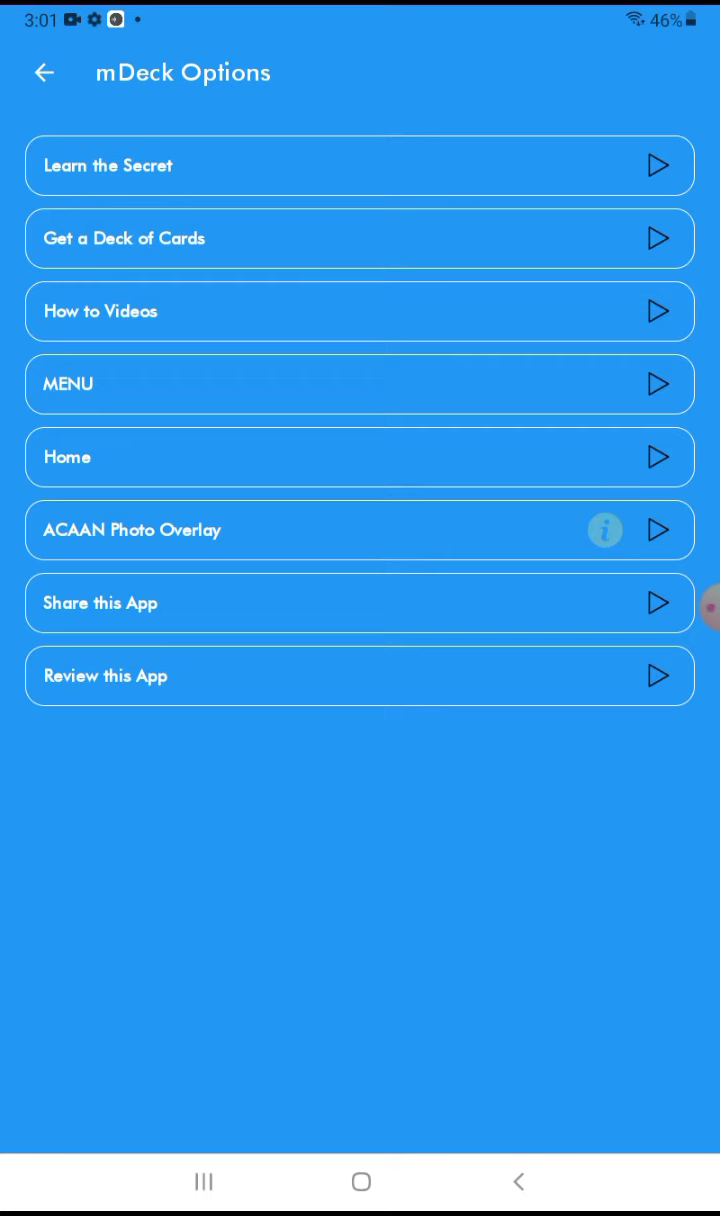 3:01
46%
mDeck Options
Learn the Secret
Get a Deck of Cards
How to Videos
MENU
Home
ACAAN Photo Overlay
i
Share this App
Review this App